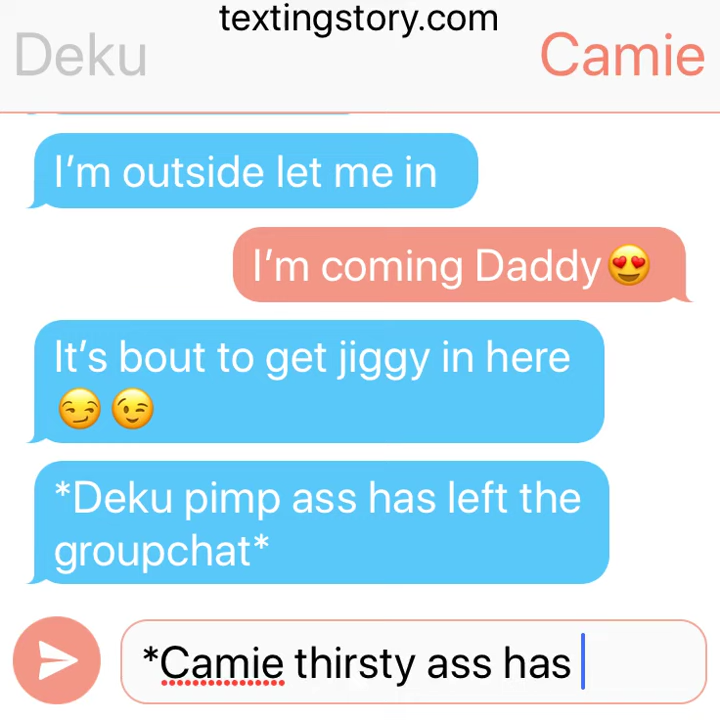 textingstory.com
Deku
Camie
I’m outside let me in
I’m coming Daddy😍
It’s bout to get jiggy in here
😏 😉
*Deku pimp ass has left the
groupchat*
*Camie thirsty ass has